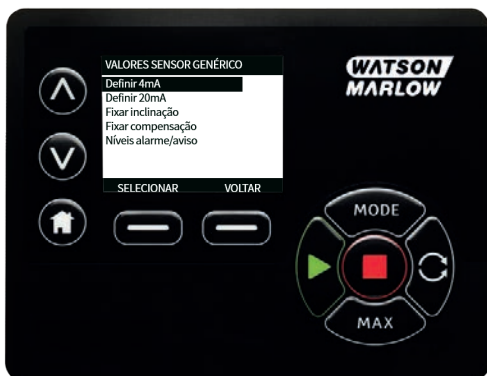 VALORES SENSOR GENÉRICO
Definir 4mA
Definir 20mA
Fixar inclinação
Fixar compensação
Níveis alarme/aviso
SELECIONAR VOLTAR
WATSON
MARLOW
MODE
MAX